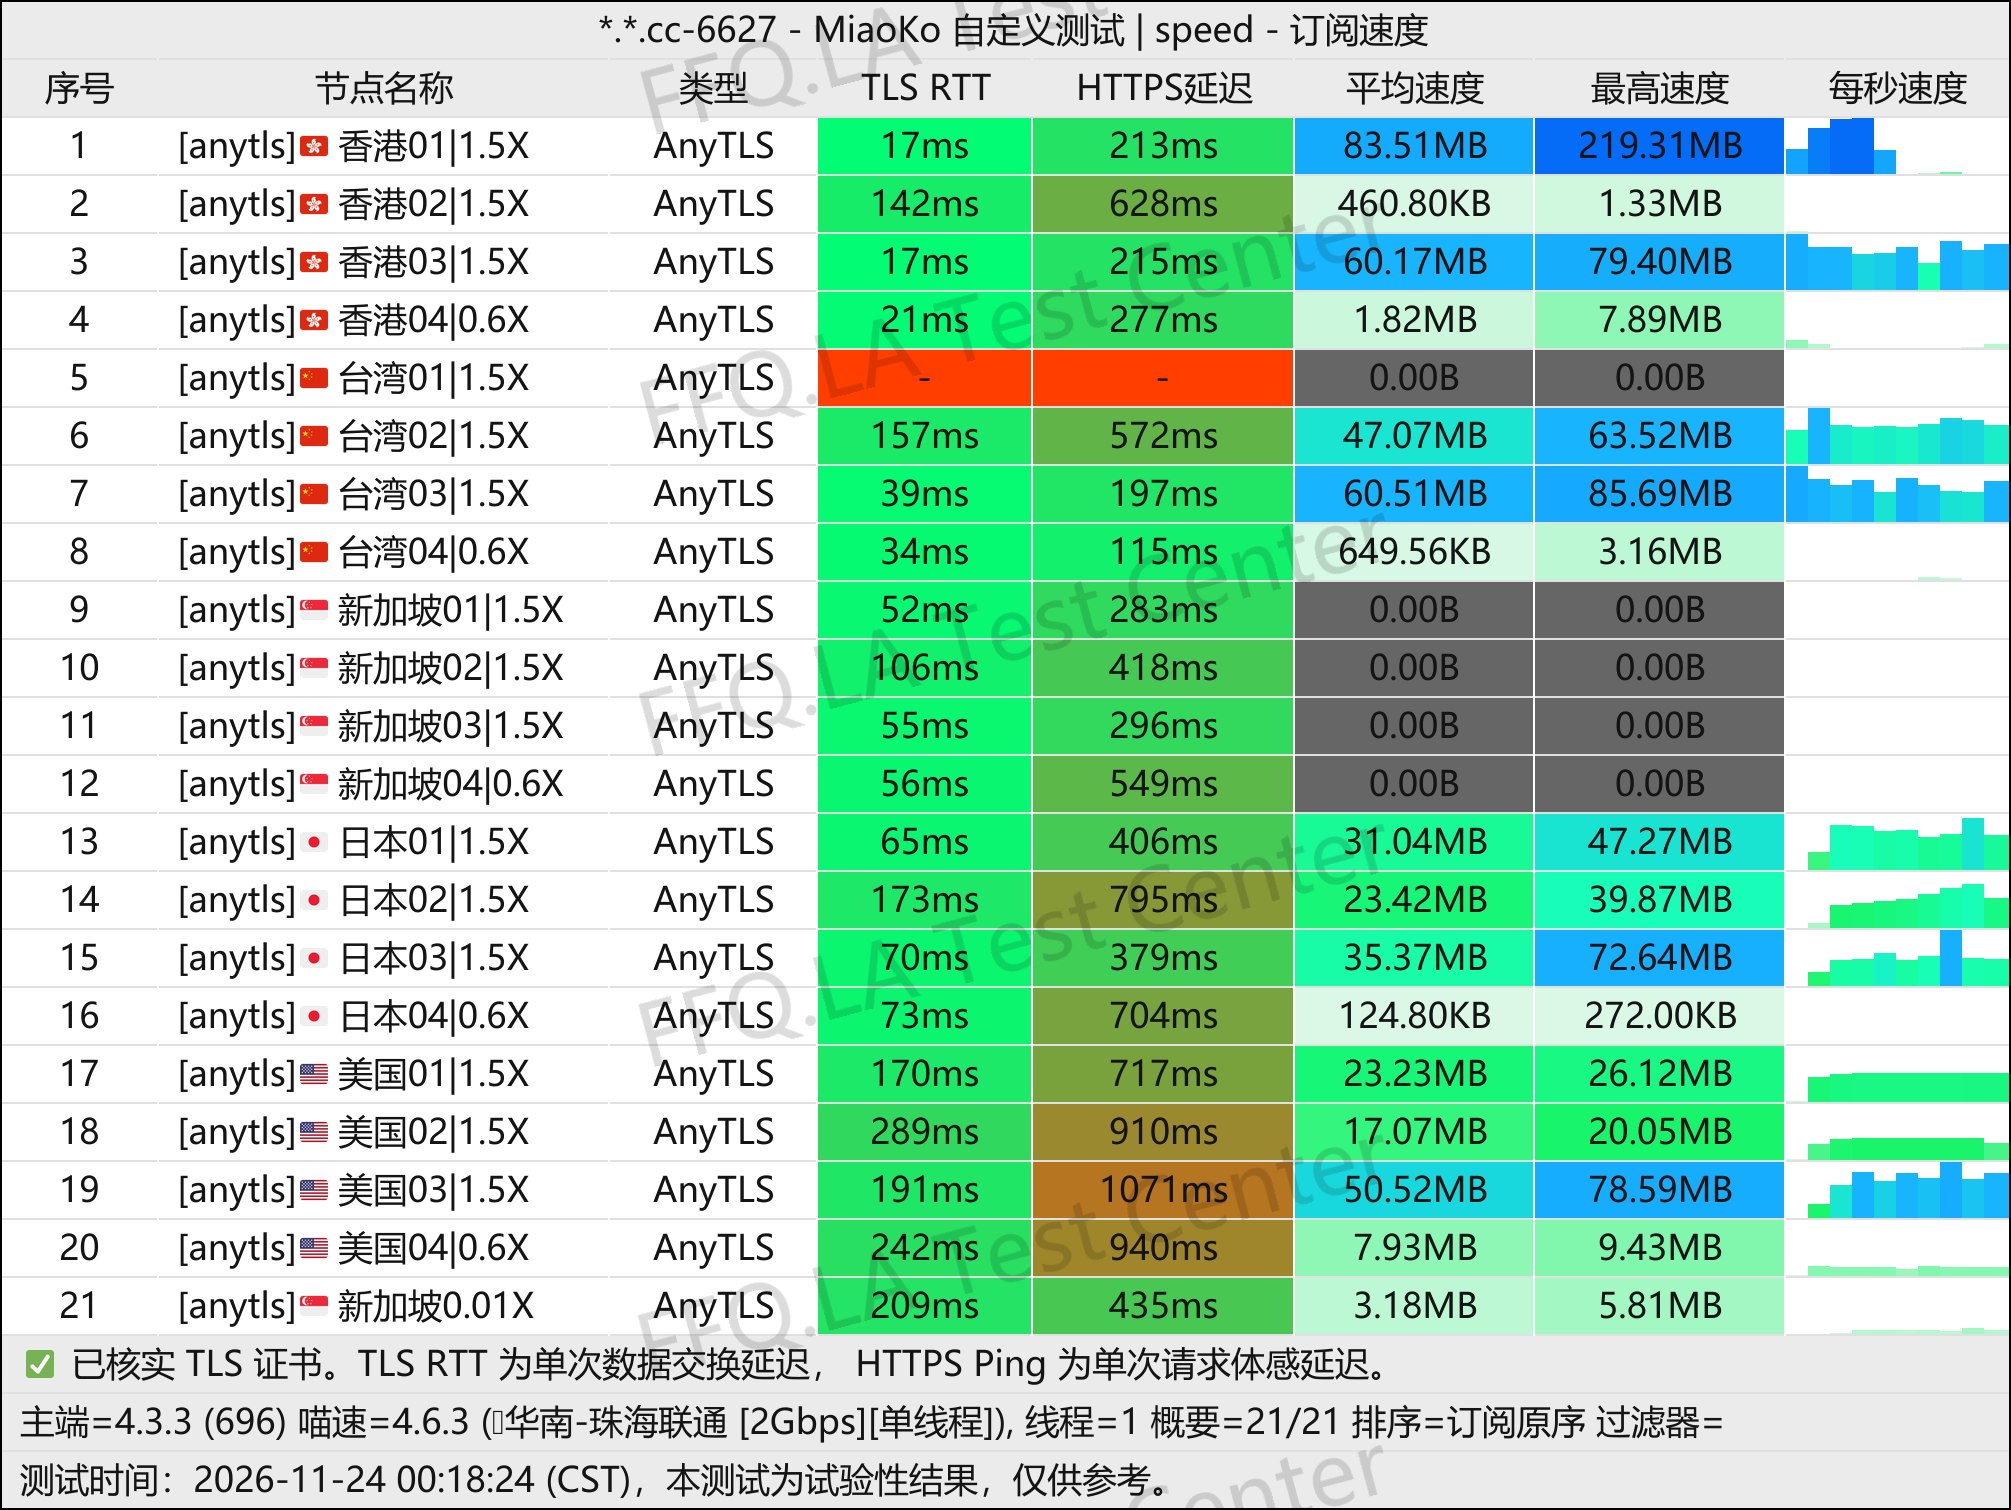 *.*.cc-6627 - MiaoKo 自定义测试 | speed - 订阅速度
序号 节点名称 类型 TLS RTT HTTPS延迟 平均速度 最高速度 每秒速度
1 [anytls] 香港01|1.5X AnyTLS 17ms 213ms 83.51MB 219.31MB
2 [anytls] 香港02|1.5X AnyTLS 142ms 628ms 460.80KB 1.33MB
3 [anytls] 香港03|1.5X AnyTLS 17ms 215ms 60.17MB 79.40MB
4 [anytls] 香港04|0.6X AnyTLS 21ms 277ms 1.82MB 7.89MB
5 [anytls] 台湾01|1.5X AnyTLS - - 0.00B 0.00B
6 [anytls] 台湾02|1.5X AnyTLS 157ms 572ms 47.07MB 63.52MB
7 [anytls] 台湾03|1.5X AnyTLS 39ms 197ms 60.51MB 85.69MB
8 [anytls] 台湾04|0.6X AnyTLS 34ms 115ms 649.56KB 3.16MB
9 [anytls] 新加坡01|1.5X AnyTLS 52ms 283ms 0.00B 0.00B
10 [anytls] 新加坡02|1.5X AnyTLS 106ms 418ms 0.00B 0.00B
11 [anytls] 新加坡03|1.5X AnyTLS 55ms 296ms 0.00B 0.00B
12 [anytls] 新加坡04|0.6X AnyTLS 56ms 549ms 0.00B 0.00B
13 [anytls] 日本01|1.5X AnyTLS 65ms 406ms 31.04MB 47.27MB
14 [anytls] 日本02|1.5X AnyTLS 173ms 795ms 23.42MB 39.87MB
15 [anytls] 日本03|1.5X AnyTLS 70ms 379ms 35.37MB 72.64MB
16 [anytls] 日本04|0.6X AnyTLS 73ms 704ms 124.80KB 272.00KB
17 [anytls] 美国01|1.5X AnyTLS 170ms 717ms 23.23MB 26.12MB
18 [anytls] 美国02|1.5X AnyTLS 289ms 910ms 17.07MB 20.05MB
19 [anytls] 美国03|1.5X AnyTLS 191ms 1071ms 50.52MB 78.59MB
20 [anytls] 美国04|0.6X AnyTLS 242ms 940ms 7.93MB 9.43MB
21 [anytls] 新加坡0.01X AnyTLS 209ms 435ms 3.18MB 5.81MB
✅ 已核实 TLS 证书。TLS RTT 为单次数据交换延迟， HTTPS Ping 为单次请求体感延迟。
主端=4.3.3 (696) 喵速=4.6.3 (华南-珠海联通 [2Gbps][单线程]), 线程=1 概要=21/21 排序=订阅原序 过滤器=
测试时间：2026-11-24 00:18:24 (CST)，本测试为试验性结果，仅供参考。
FFQ.LA Test Center
FFQ.LA Test Center
FFQ.LA Test Center
FFQ.LA Test Center
FFQ.LA Test Center